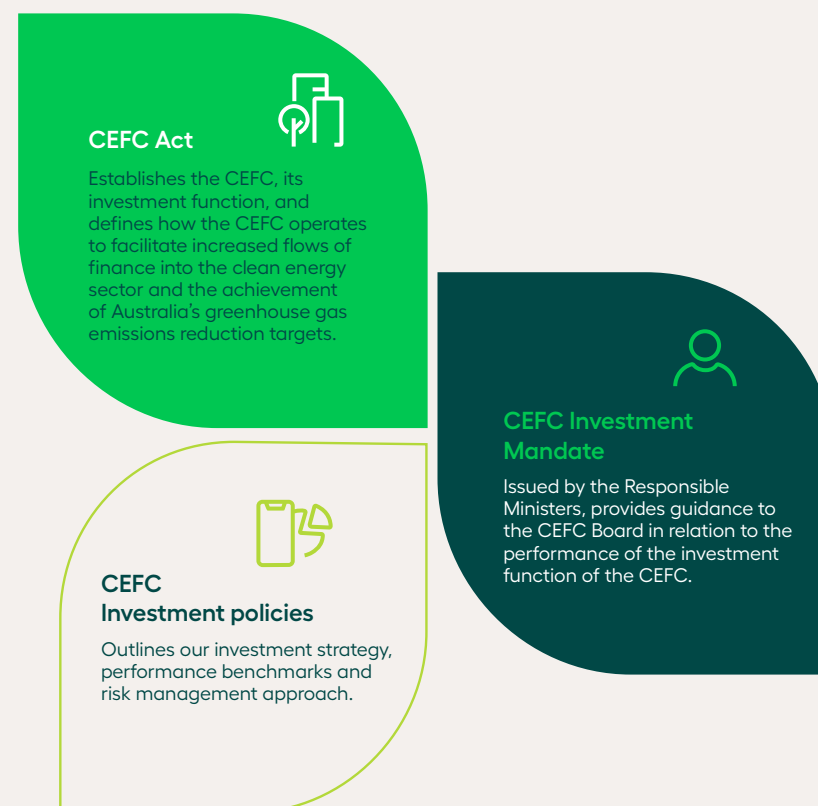 CEFC Act
Establishes the CEFC, its
investment function, and
defines how the CEFC operates
to facilitate increased flows of
finance into the clean energy
sector and the achievement
of Australia’s greenhouse gas
emissions reduction targets.
CEFC Investment
Mandate
Issued by the Responsible
Ministers, provides guidance to
the CEFC Board in relation to the
performance of the investment
function of the CEFC.
CEFC
Investment policies
Outlines our investment strategy,
performance benchmarks and
risk management approach.